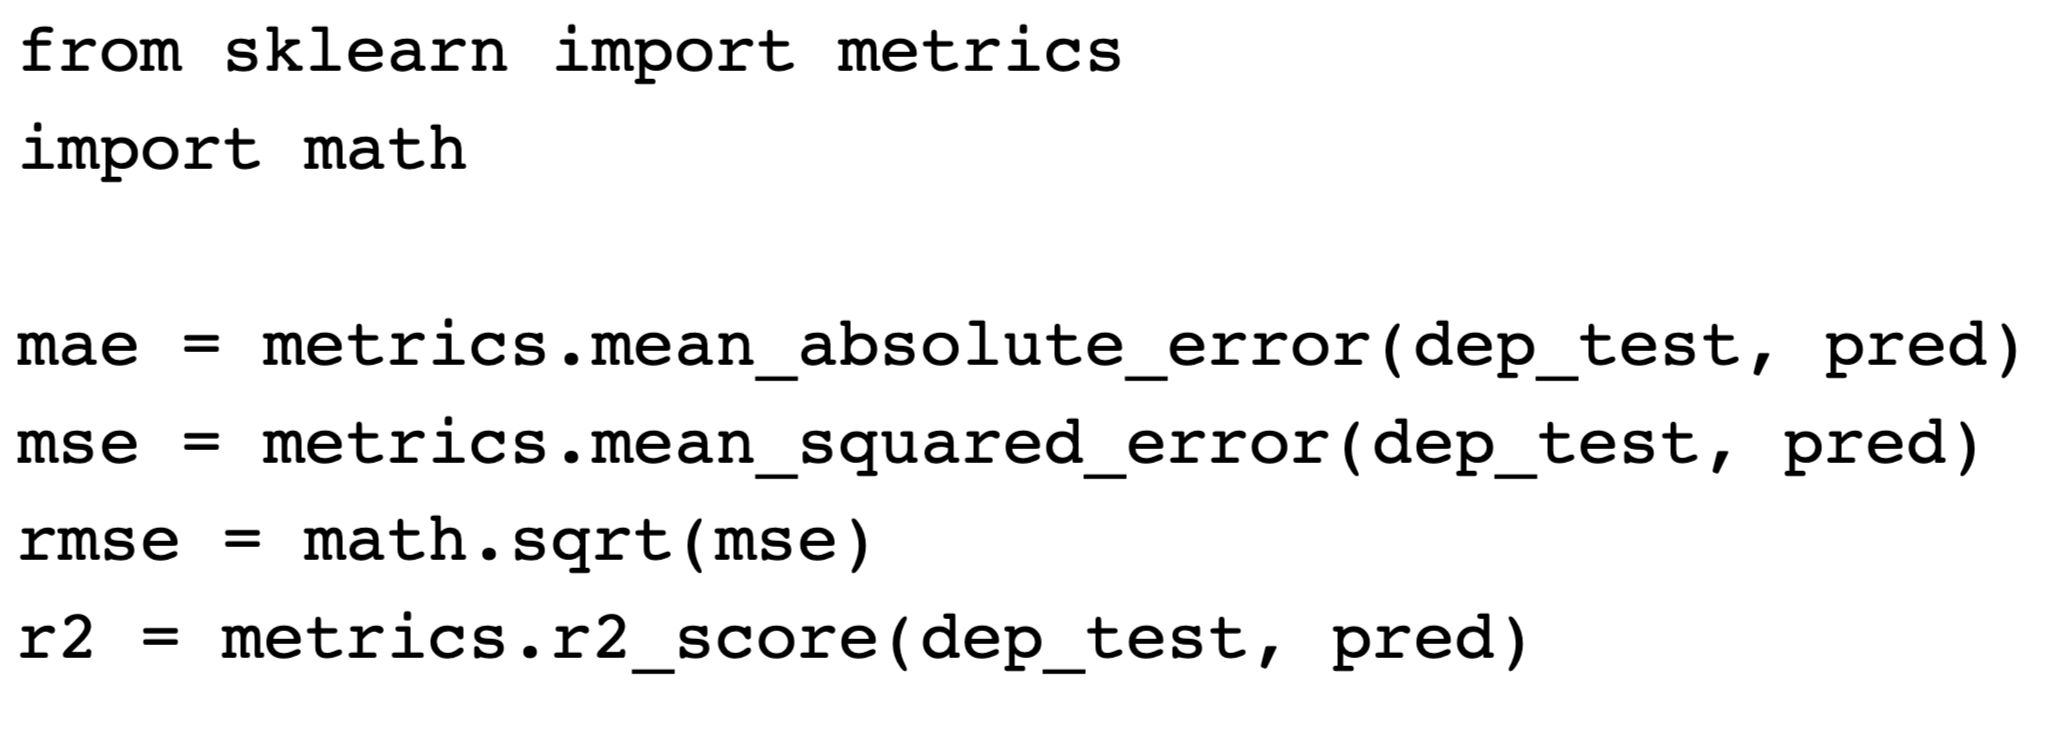 from sklearn import metrics
import math
mae = metrics.mean_absolute_error(dep_test, pred)
mse = metrics.mean_squared_error(dep_test, pred)
rmse = math.sqrt(mse)
r2 = metrics.r2_score(dep_test, pred)